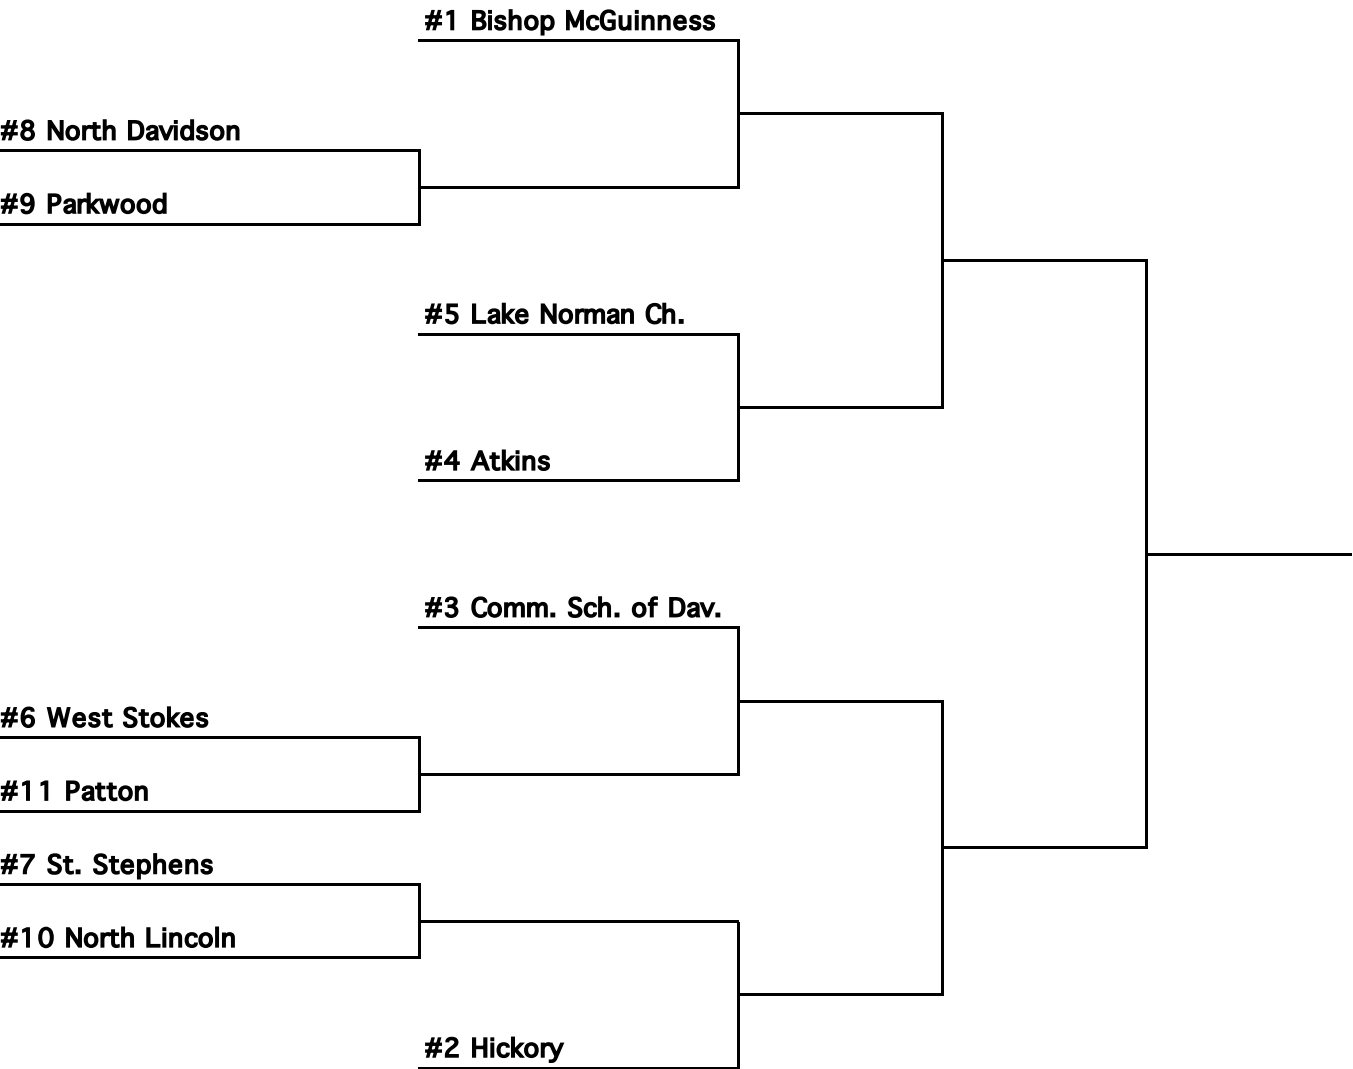 #1 Bishop McGuinness
#8 North Davidson
#9 Parkwood
#5 Lake Norman Ch.
#4 Atkins
#3 Comm. Sch. of Dav.
#6 West Stokes
#11 Patton
#7 St. Stephens
#10 North Lincoln
#2 Hickory